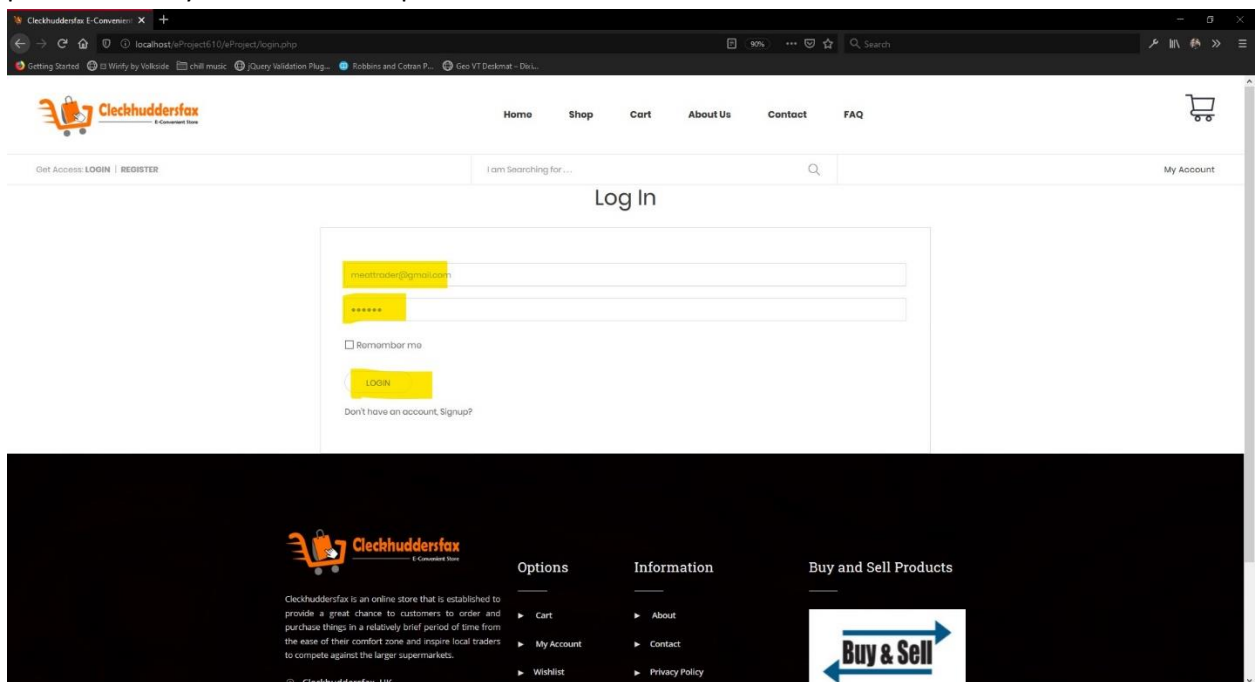 Cleckhuddersfax E-Convenient
localhost/eProject610/eProject/login.php
90%
Search
Getting Started
Wirify by Volkside
chill music
jQuery Validation Plug...
Robbins and Cotran P...
Geo VT Deskmat – Dixi...
Cleckhuddersfax
E-Convenient Store
Home Shop Cart About Us Contact FAQ
Get Access: LOGIN | REGISTER
I am Searching for . . .
My Account
Log In
meattrader@gmail.com
••••••
Remember me
LOGIN
Don't have an account, Signup?
Cleckhuddersfax
E-Convenient Store
Cleckhuddersfax is an online store that is established to
provide a great chance to customers to order and
purchase things in a relatively brief period of time from
the ease of their comfort zone and inspire local traders
to compete against the larger supermarkets.
Cleckhuddersfax, UK
Options
Cart
My Account
Wishlist
Information
About
Contact
Privacy Policy
Buy and Sell Products
Buy & Sell